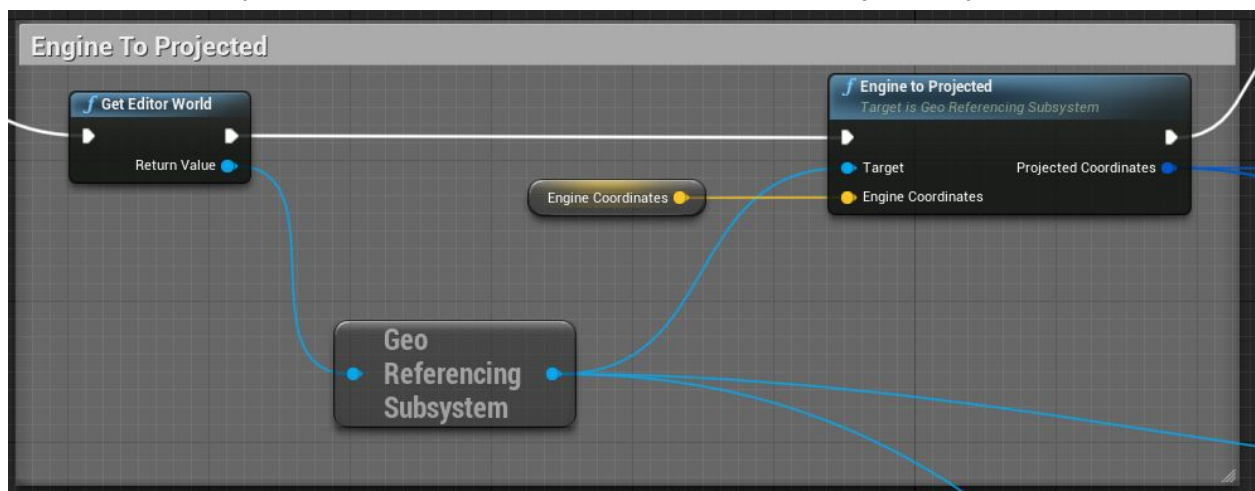 Engine To Projected
f Get Editor World
Return Value
Engine Coordinates
f Engine to Projected
Target is Geo Referencing Subsystem
Target
Projected Coordinates
Engine Coordinates
Geo
Referencing
Subsystem